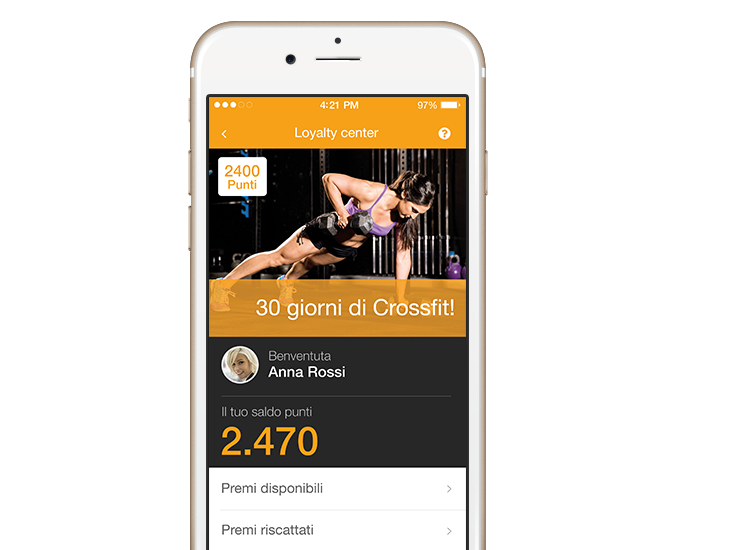 4:21 PM
97%
Loyalty center
?
2400
Punti
30 giorni di Crossfit!
Benventuta
Anna Rossi
Il tuo saldo punti
2.470
Premi disponibili
Premi riscattati